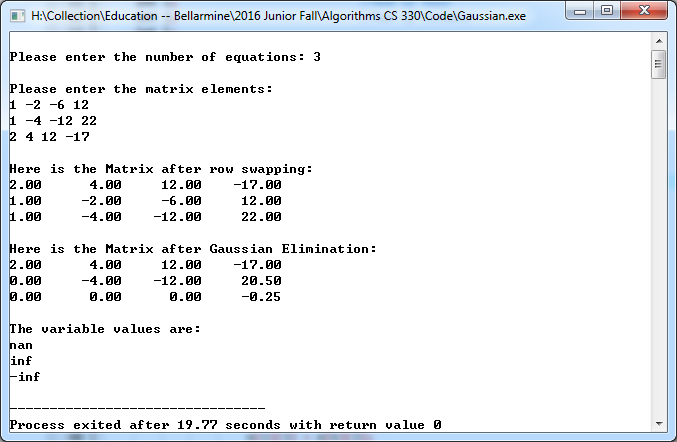 H:\Collection\Education -- Bellarmine\2016 Junior Fall\Algorithms CS 330\Code\Gaussian.exe
Please enter the number of equations: 3
Please enter the matrix elements:
1 -2 -6 12
1 -4 -12 22
2 4 12 -17
Here is the Matrix after row swapping:
2.00 4.00 12.00 -17.00
1.00 -2.00 -6.00 12.00
1.00 -4.00 -12.00 22.00
Here is the Matrix after Gaussian Elimination:
2.00 4.00 12.00 -17.00
0.00 -4.00 -12.00 20.50
0.00 0.00 0.00 -0.25
The variable values are:
nan
inf
-inf
--------------------------------
Process exited after 19.77 seconds with return value 0